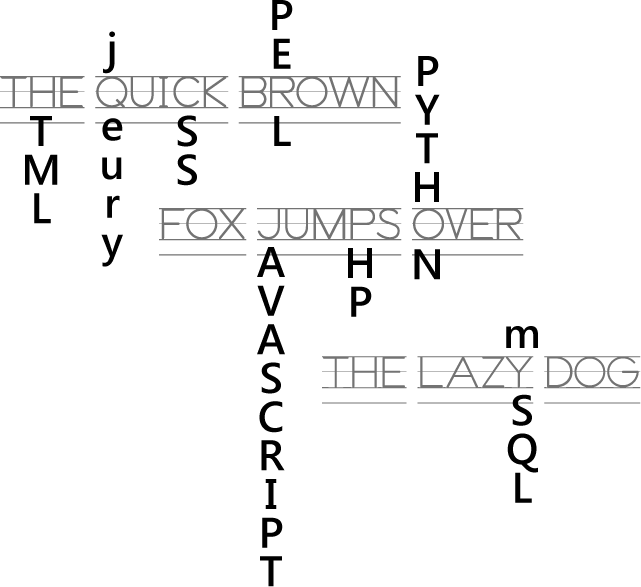 THE QUICK BROWN
FOX JUMPS OVER
THE LAZY DOG
HTML
jQuery
CSS
PERL
PYTHON
JAVASCRIPT
PHP
mYSQL